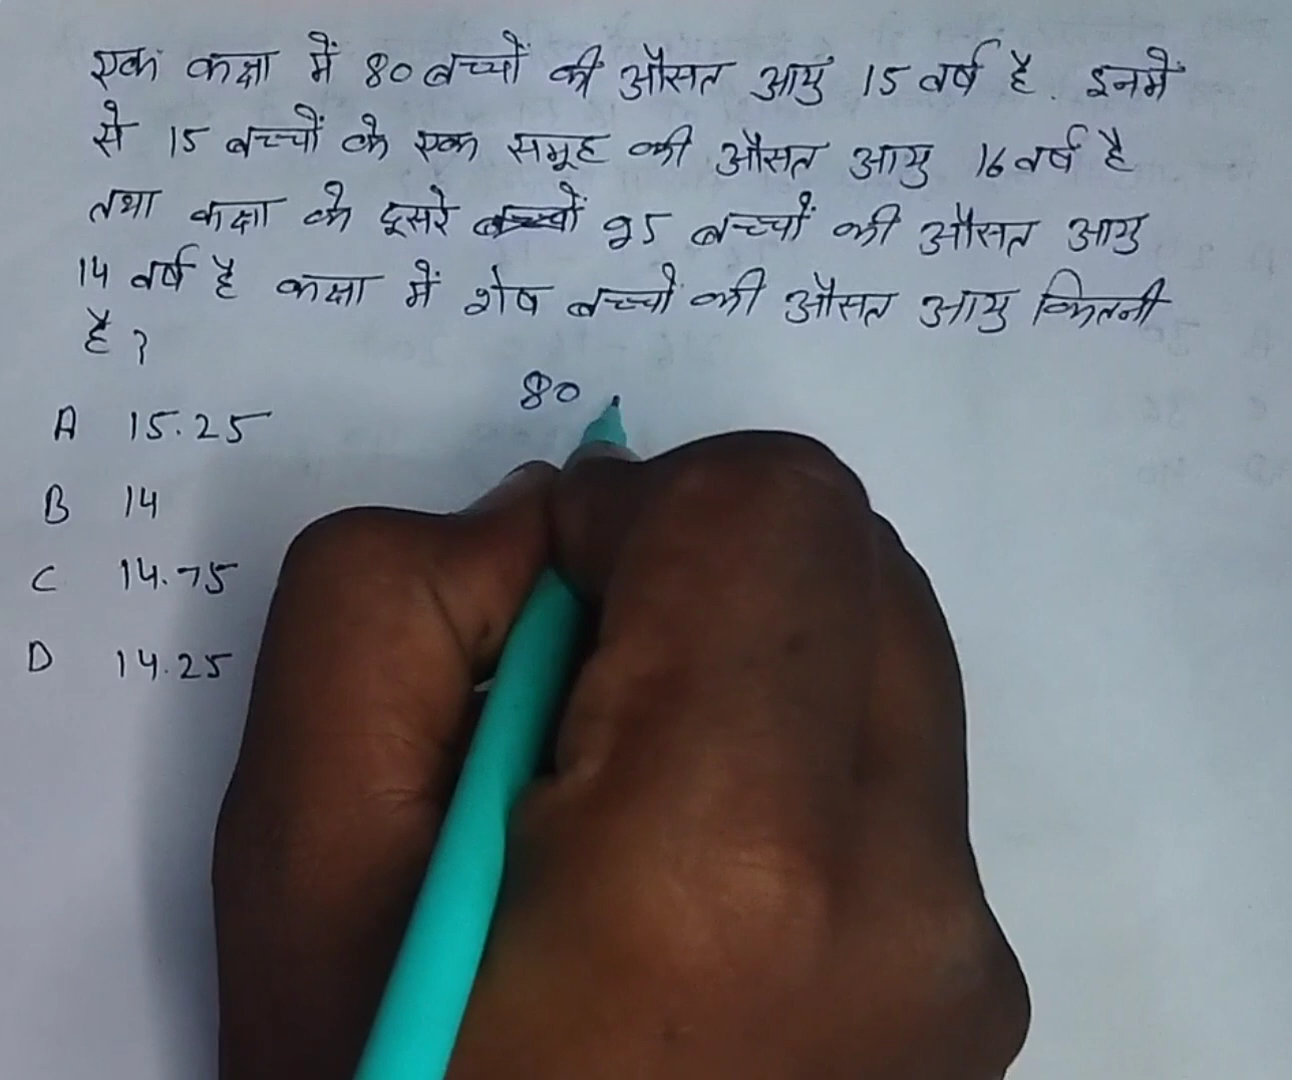 एक कक्षा में 80 बच्चों की औसत आयु 15 वर्ष है. इनमें
से 15 बच्चों के एक समूह की औसत आयु 16 वर्ष है
तथा कक्षा के दूसरे 25 बच्चों की औसत आयु
14 वर्ष है कक्षा में शेष बच्चों की औसत आयु कितनी
है ?
80
A 15.25
B 14
C 14.75
D 14.25